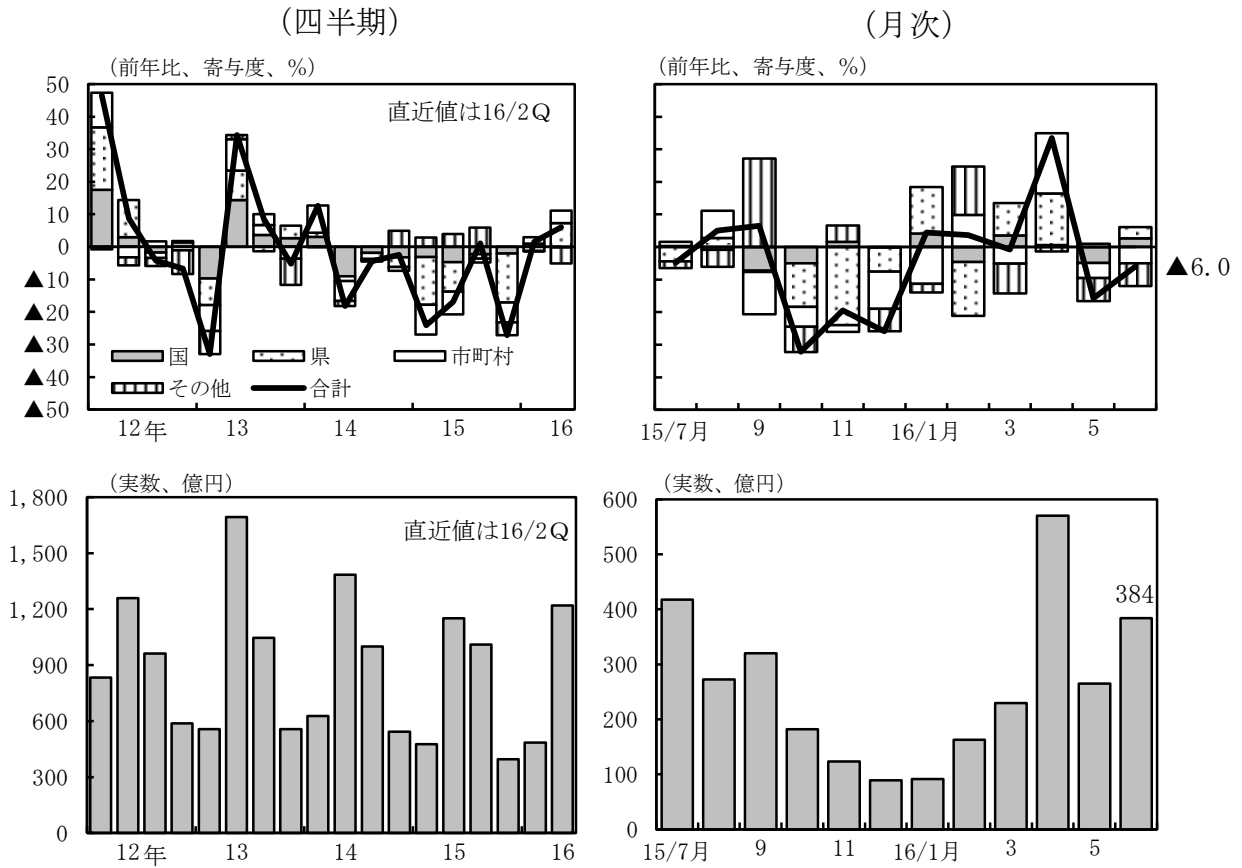 (四半期)
(月次)
(前年比、寄与度、%)
(前年比、寄与度、%)
50
40
30
20
10
0
▲10
▲20
▲30
▲40
▲50
直近値は16/2Q
国
県
市町村
その他
合計
12年
13
14
15
16
▲6.0
15/7月
9
11
16/1月
3
5
(実数、億円)
1,800
1,500
1,200
900
600
300
0
直近値は16/2Q
12年
13
14
15
16
(実数、億円)
600
500
400
300
200
100
0
384
15/7月
9
11
16/1月
3
5